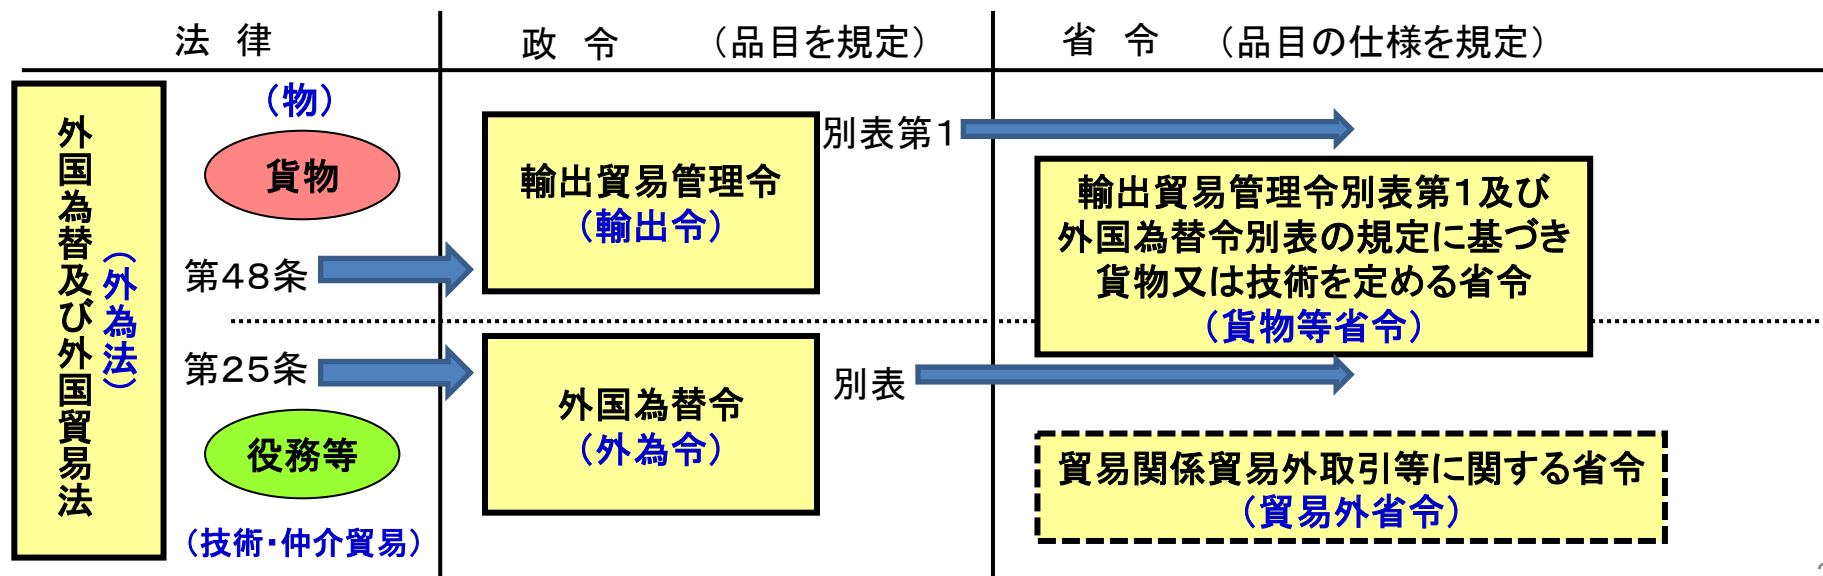 法 律
政 令 （品目を規定）
省 令 （品目の仕様を規定）
外国為替及び外国貿易法
（外為法）
（物）
貨物
第48条
第25条
役務等
（技術・仲介貿易）
輸出貿易管理令
（輸出令）
別表第１
外国為替令
（外為令）
別表
輸出貿易管理令別表第１及び
外国為替令別表の規定に基づき
貨物又は技術を定める省令
（貨物等省令）
貿易関係貿易外取引等に関する省令
（貿易外省令）